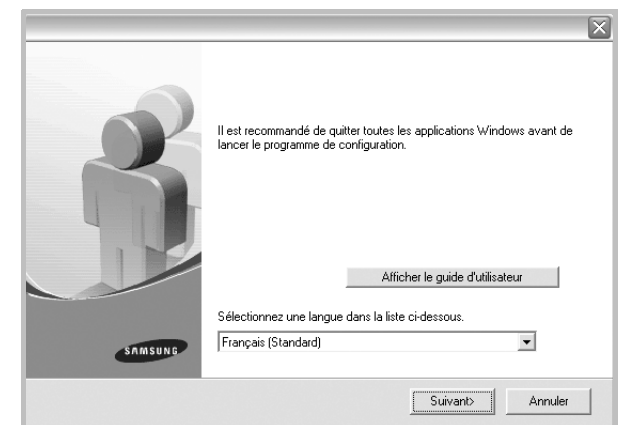 Il est recommandé de quitter toutes les applications Windows avant de
lancer le programme de configuration.
Afficher le guide d'utilisateur
Sélectionnez une langue dans la liste ci-dessous.
Français (Standard)
SAMSUNG
Suivant>
Annuler